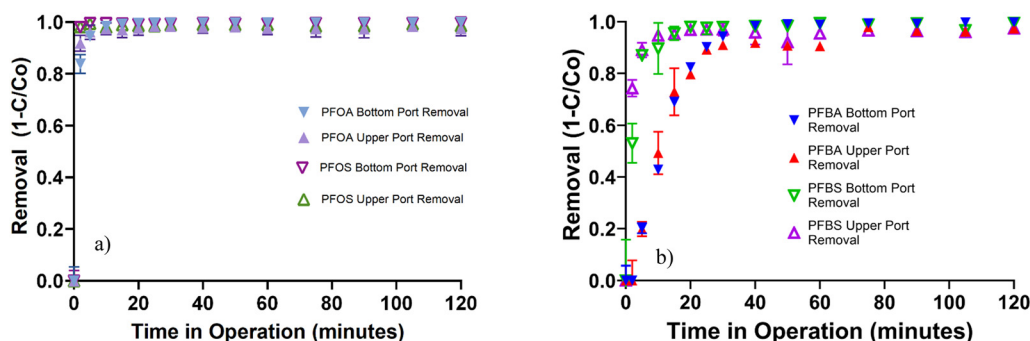 Removal (1-C/Co)
1.0
0.8
0.6
0.4
0.2
0.0
0 20 40 60 80 100 120
Time in Operation (minutes)
PFOA Bottom Port Removal
PFOA Upper Port Removal
PFOS Bottom Port Removal
PFOS Upper Port Removal
a)
Removal (1-C/Co)
1.0
0.8
0.6
0.4
0.2
0.0
0 20 40 60 80 100 120
Time in Operation (minutes)
PFBA Bottom Port
Removal
PFBA Upper Port
Removal
PFBS Bottom Port
Removal
PFBS Upper Port
Removal
b)